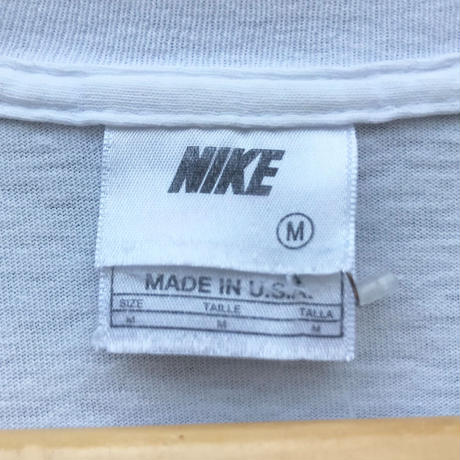 NIKE
M
MADE IN U.S.A.
SIZE TAILLE TALLA
M M M